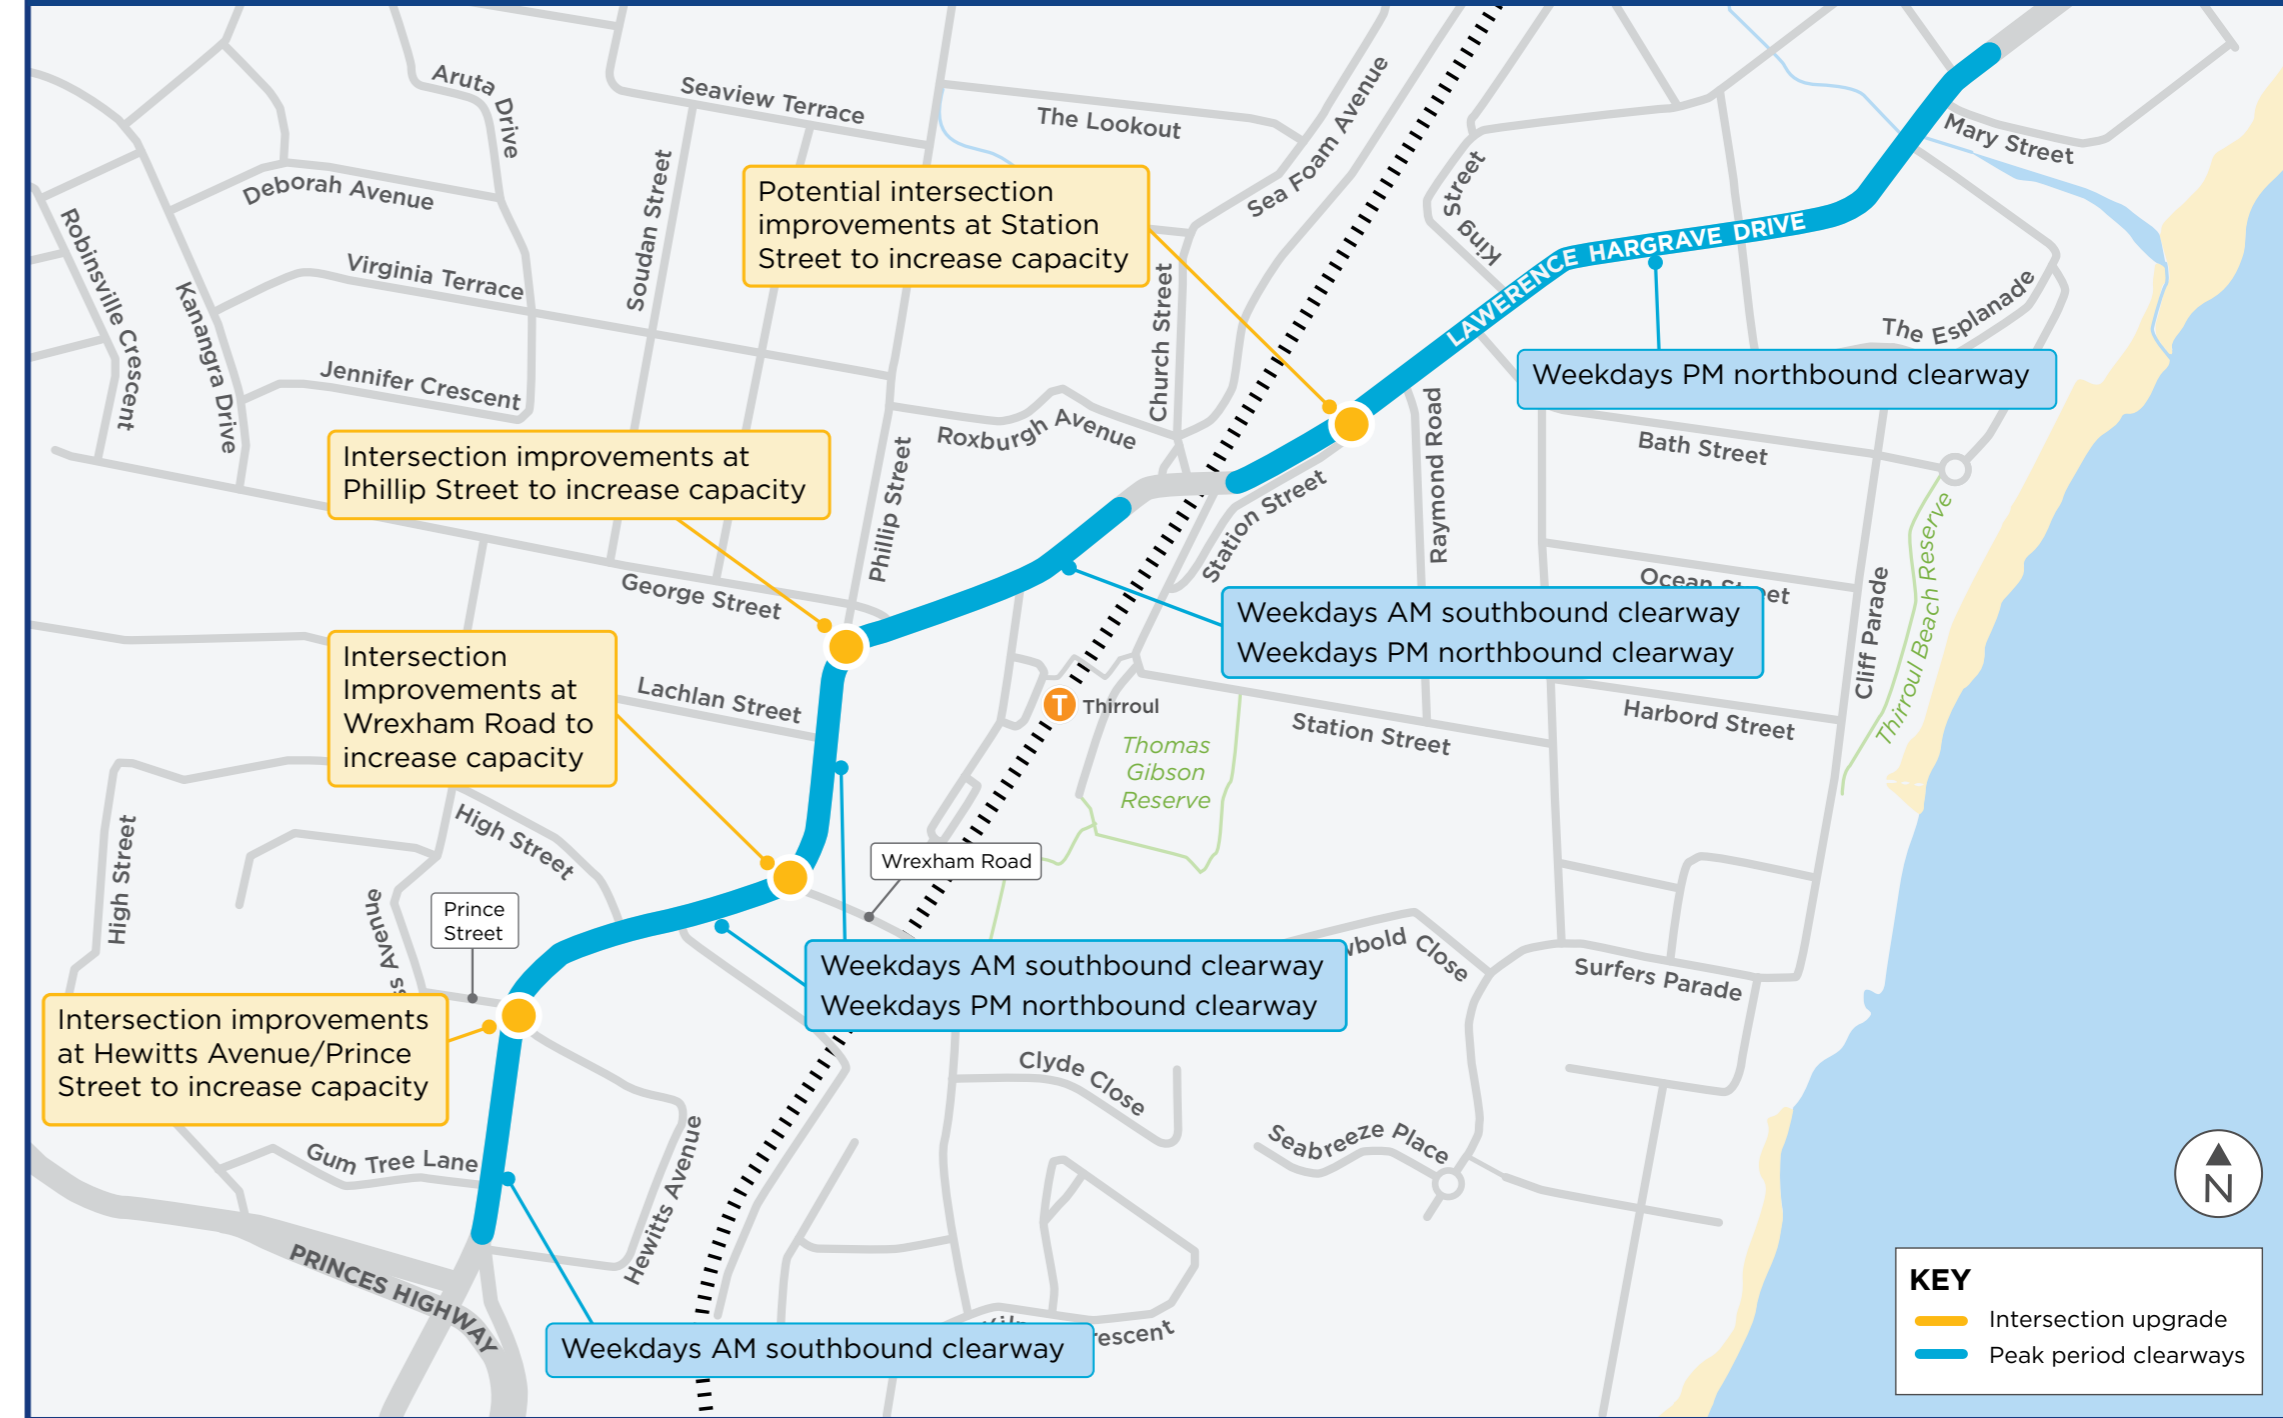 Aruta Drive
Seaview Terrace
The Lookout
Sea Foam Avenue
Mary Street
Deborah Avenue
Soudan Street
King Street
Potential intersection
improvements at Station
Street to increase capacity
Robinsville Crescent
Kanangra Drive
Virginia Terrace
Church Street
LAWERENCE HARGRAVE DRIVE
The Esplanade
Jennifer Crescent
Weekdays PM northbound clearway
Roxburgh Avenue
Raymond Road
Bath Street
Intersection improvements at
Phillip Street to increase capacity
Phillip Street
Station Street
Thirroul Beach Reserve
George Street
Ocean
Cliff Parade
Weekdays AM southbound clearway
Weekdays PM northbound clearway
Intersection
Improvements at
Wrexham Road to
increase capacity
Lachlan Street
T
Thirroul
Thomas
Gibson
Reserve
Station Street
Harbord Street
High Street
High Street
Wrexham Road
Prince
Street
Avenue
Weekdays AM southbound clearway
Weekdays PM northbound clearway
Close
Surfers Parade
Intersection improvements
at Hewitts Avenue/Prince
Street to increase capacity
Clyde Close
Seabreeze Place
Gum Tree Lane
Hewitts Avenue
PRINCES HIGHWAY
Weekdays AM southbound clearway
N
KEY
Intersection upgrade
Peak period clearways